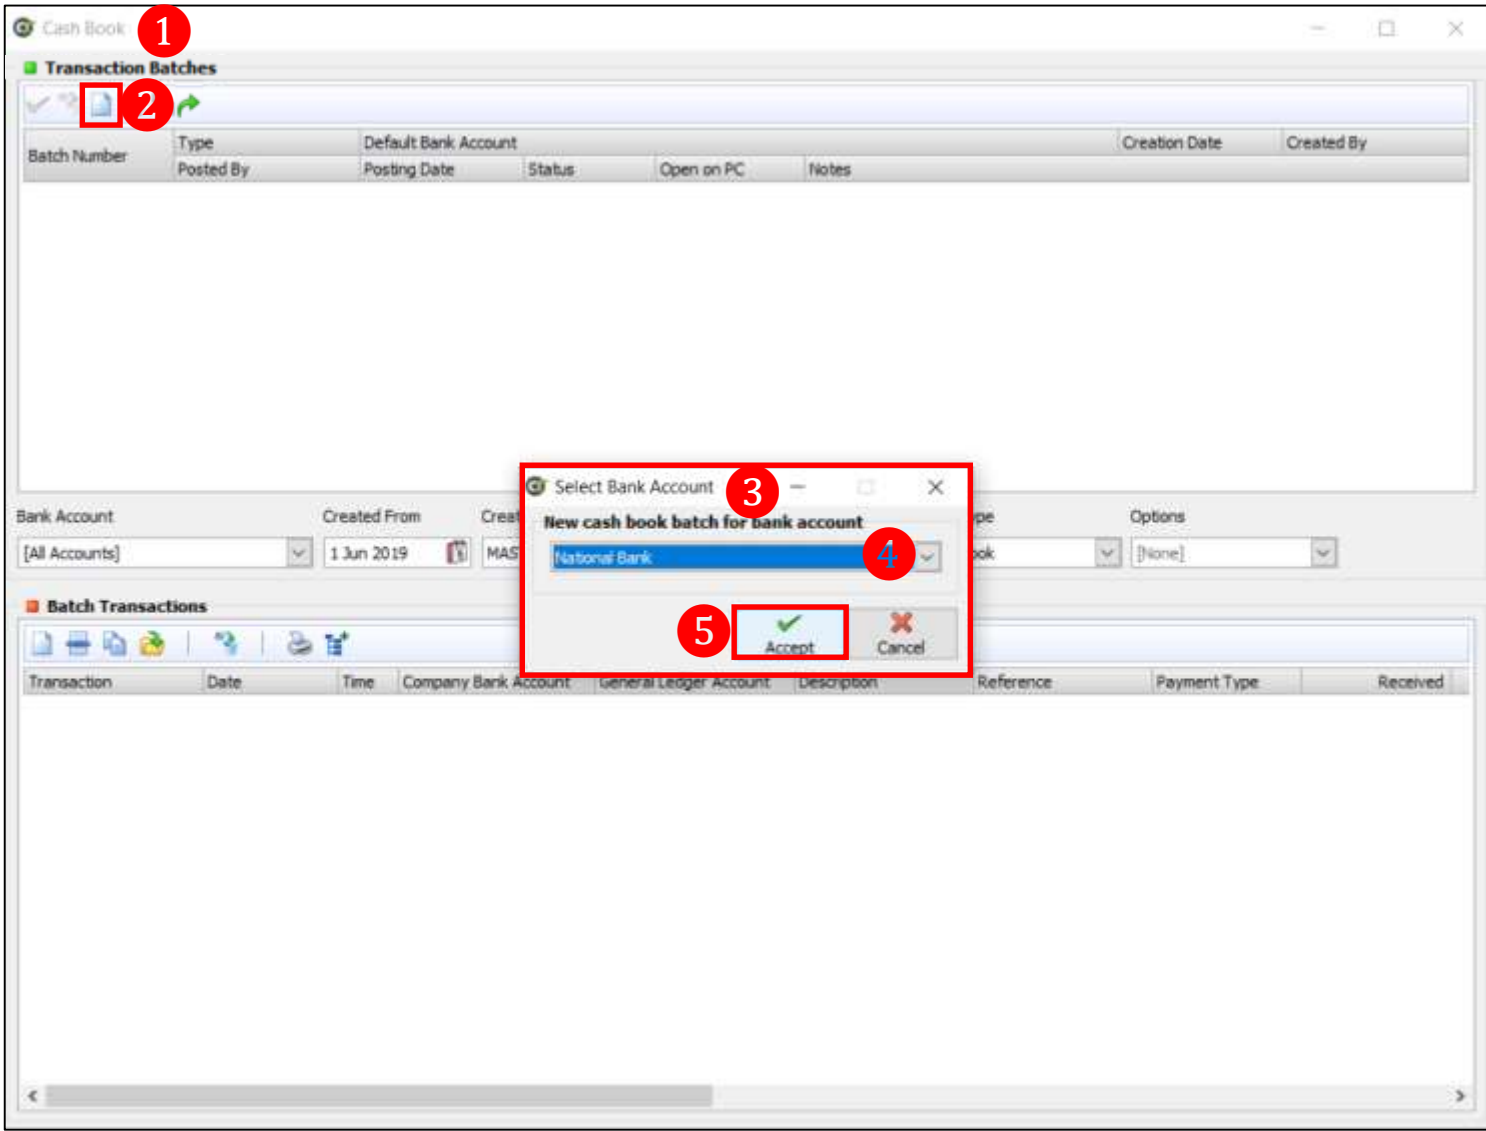 Cash Book
1
Transaction Batches
2
Batch Number Type Default Bank Account Creation Date Created By
Posted By Posting Date Status Open on PC Notes
Select Bank Account 3
Bank Account Created From Creat pe Options
New cash book batch for bank account
[All Accounts] 1 Jun 2019 MAS ook [None]
National Bank 4
Batch Transactions
5 Accept Cancel
Transaction Date Time Company Bank Account General Ledger Account Description Reference Payment Type Received